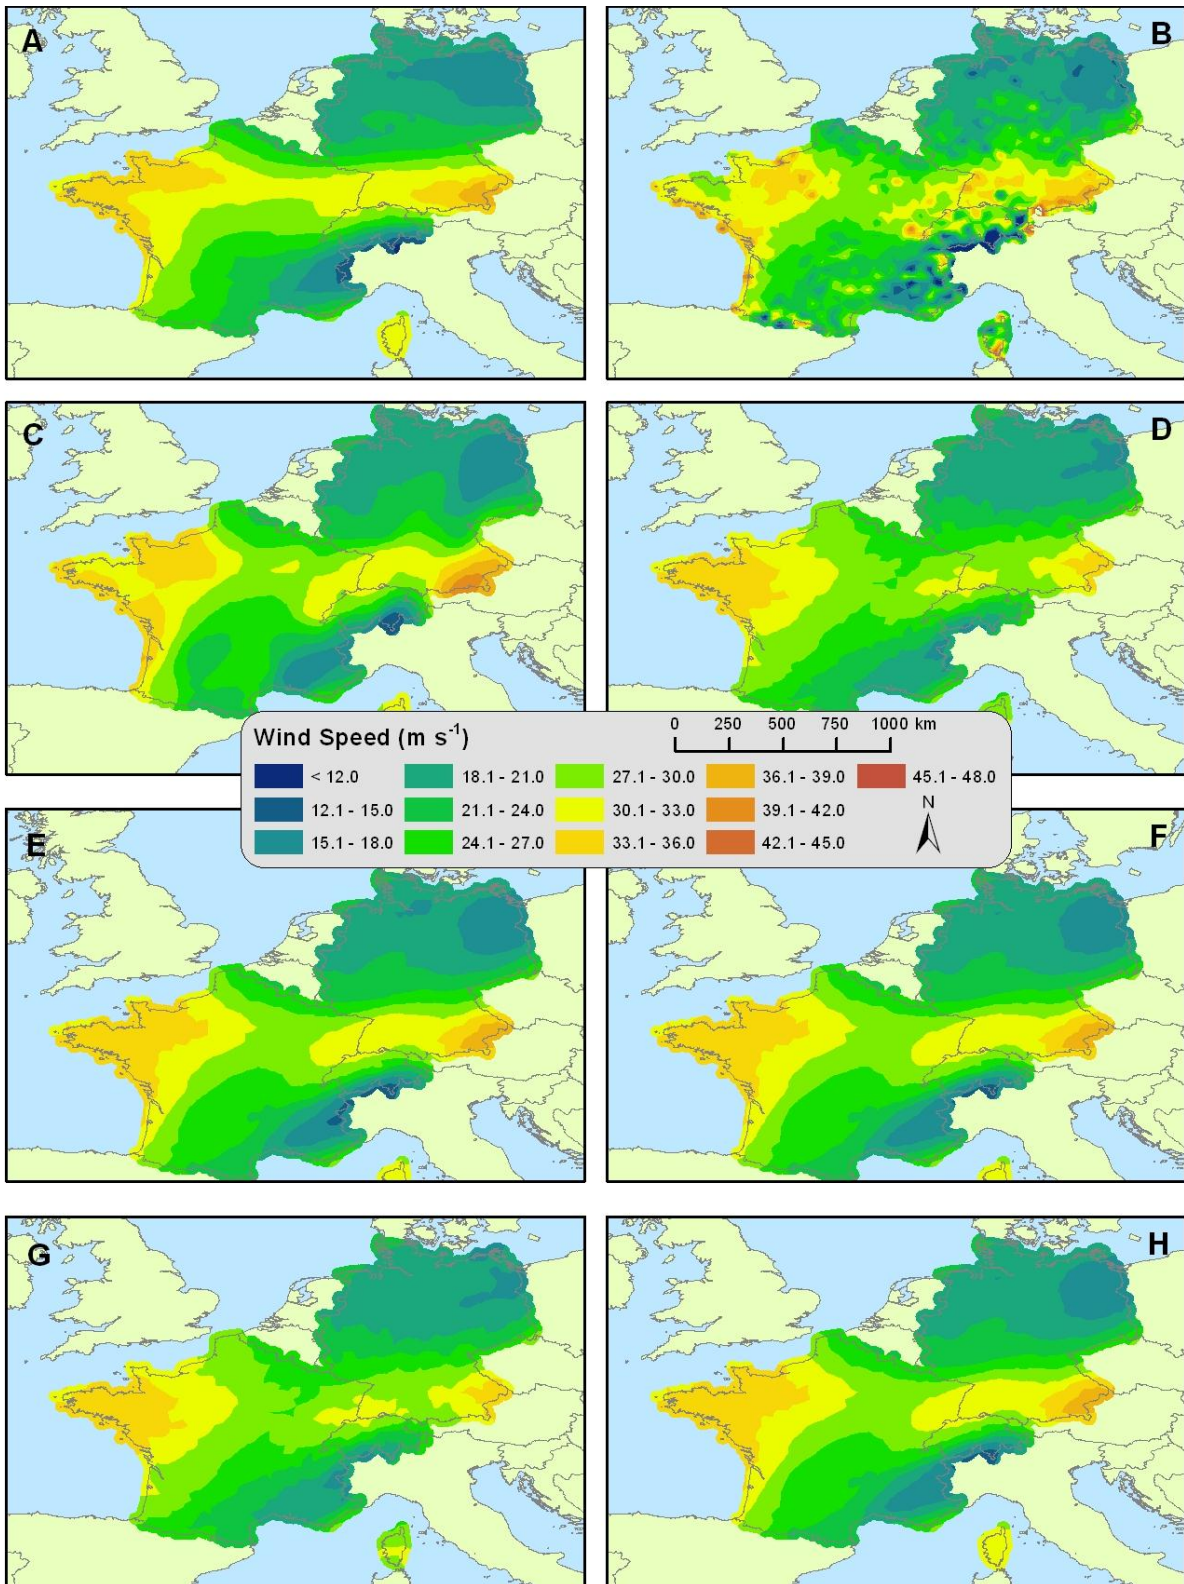 A
B
C
D
Wind Speed (m s-1)
0 250 500 750 1000 km
< 12.0
18.1 - 21.0
27.1 - 30.0
36.1 - 39.0
45.1 - 48.0
12.1 - 15.0
21.1 - 24.0
30.1 - 33.0
39.1 - 42.0
N
15.1 - 18.0
24.1 - 27.0
33.1 - 36.0
42.1 - 45.0
E
F
G
H